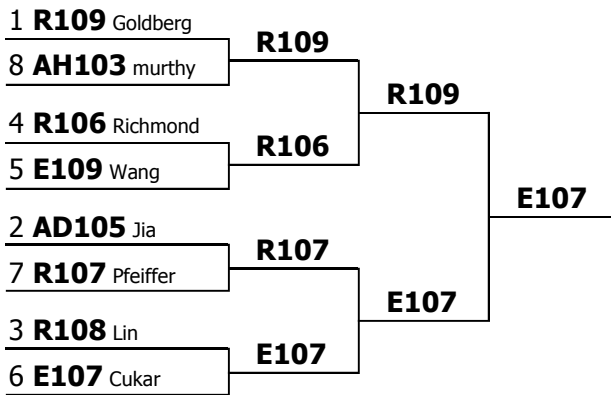 1 R109 Goldberg
8 AH103 murthy
4 R106 Richmond
5 E109 Wang
2 AD105 Jia
7 R107 Pfeiffer
3 R108 Lin
6 E107 Cukar
R109
R106
R107
E107
R109
E107
E107